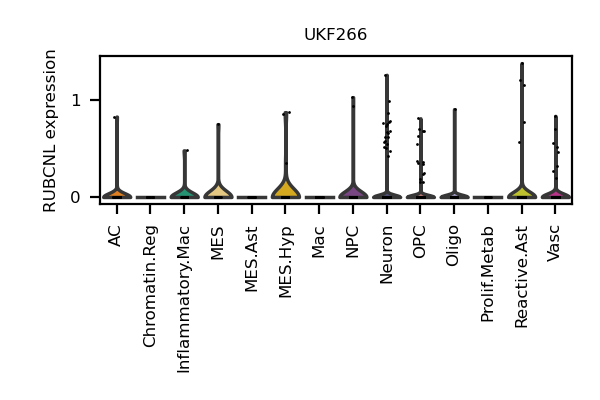 UKF266
RUBCNL expression
1
0
AC
Chromatin.Reg
Inflammatory.Mac
MES
MES.Ast
MES.Hyp
Mac
NPC
Neuron
OPC
Oligo
Prolif.Metab
Reactive.Ast
Vasc